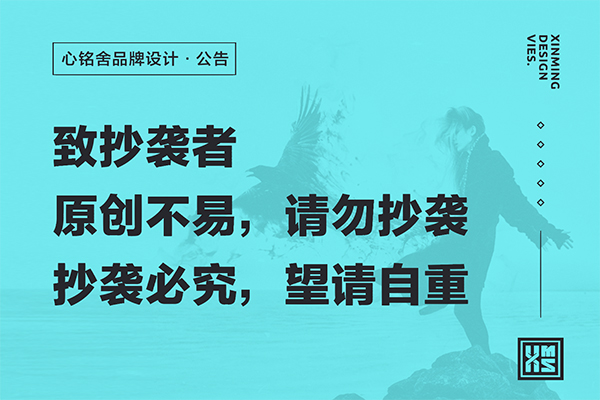 心铭舍品牌设计 · 公告
XINMING
DESIGN
VIES.
致抄袭者
原创不易，请勿抄袭
抄袭必究，望请自重
XMS